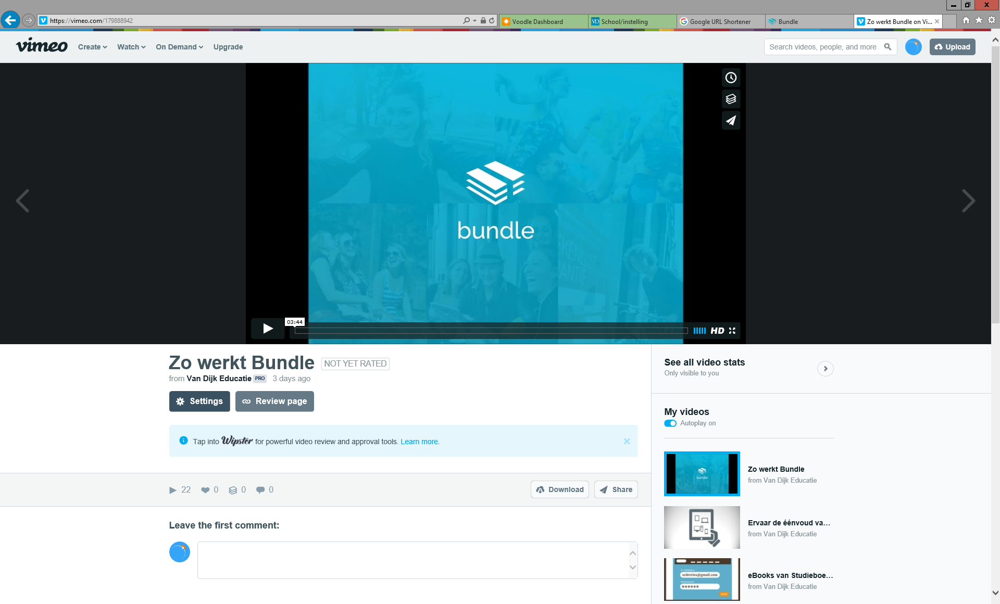 https://vimeo.com/179888942
Voodle Dashboard
School/instelling
Google URL Shortener
Bundle
Zo werkt Bundle on Vi...
vimeo
Create
Watch
On Demand
Upgrade
Search videos, people, and more
Upload
bundle
03:44
HD
Zo werkt Bundle
NOT YET RATED
from Van Dijk Educatie PRO 3 days ago
Settings
Review page
Tap into Wipster for powerful video review and approval tools. Learn more.
22
0
0
0
Download
Share
Leave the first comment:
See all video stats
Only visible to you
My videos
Autoplay on
bundle
Zo werkt Bundle
from Van Dijk Educatie
Ervaar de éénvoud va...
from Van Dijk Educatie
eBooks van Studieboe...
from Van Dijk Educatie